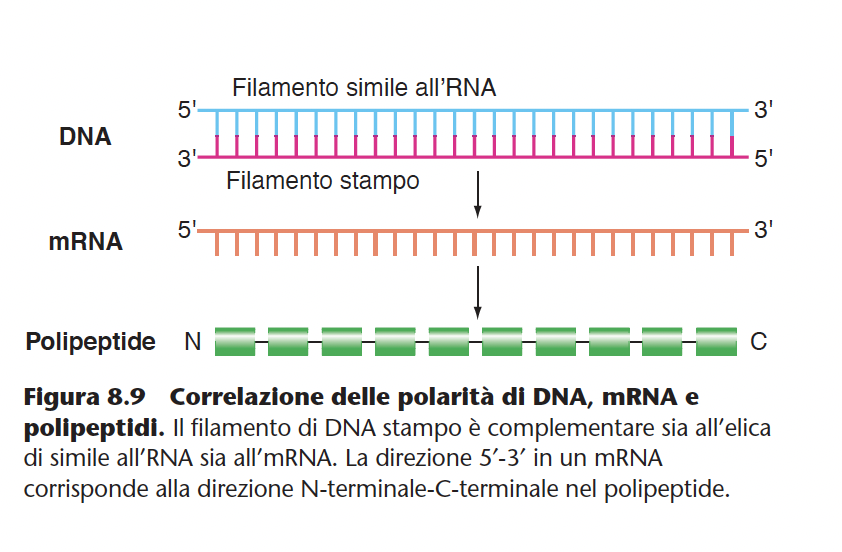 Filamento simile all’RNA
5' 3'
DNA
3' 5'
Filamento stampo
5' 3'
mRNA
Polipeptide N C
Figura 8.9 Correlazione delle polarità di DNA, mRNA e
polipeptidi. Il filamento di DNA stampo è complementare sia all’elica
di simile all’RNA sia all’mRNA. La direzione 5′-3′ in un mRNA
corrisponde alla direzione N-terminale-C-terminale nel polipeptide.